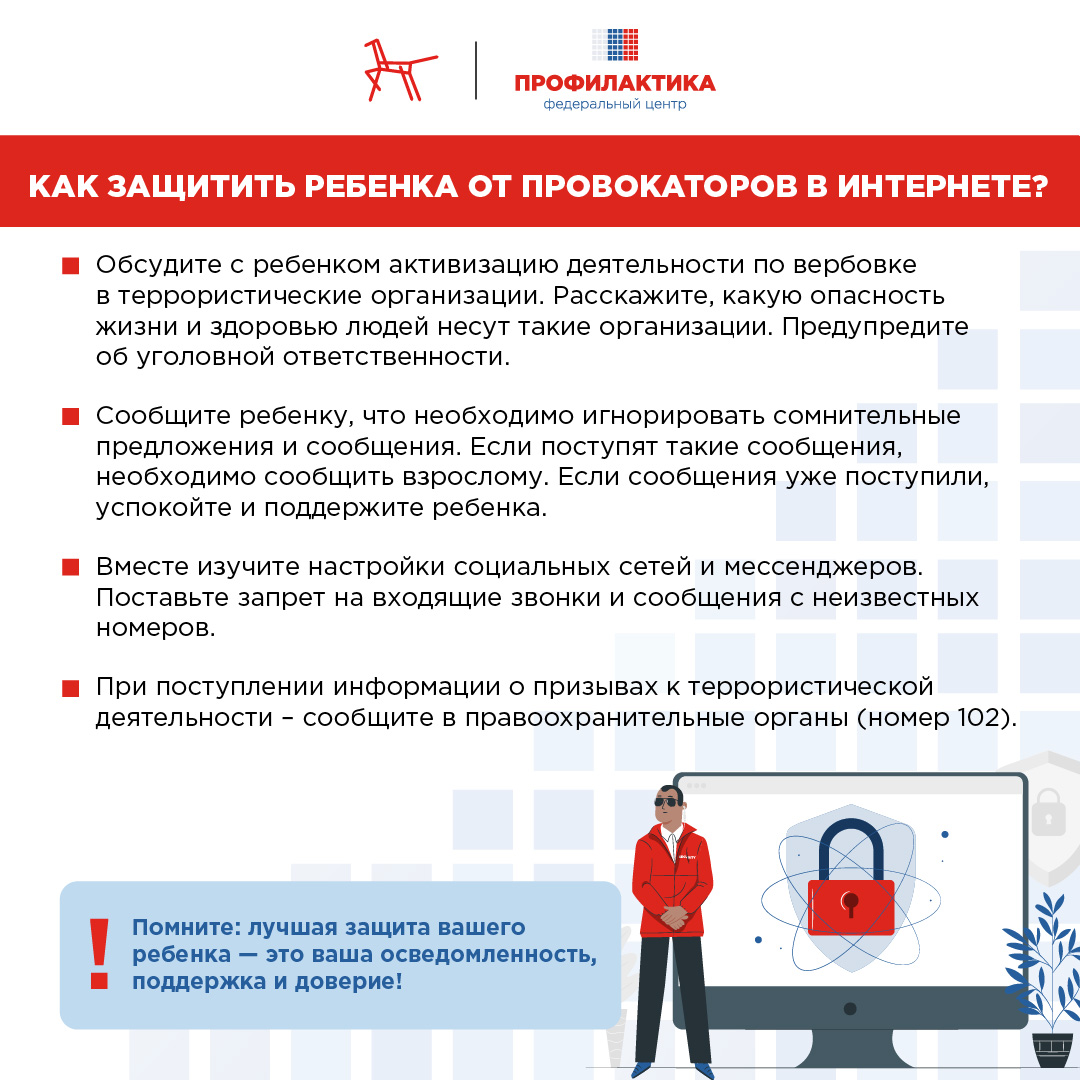 ПРОФИЛАКТИКА
федеральный центр
КАК ЗАЩИТИТЬ РЕБЕНКА ОТ ПРОВОКАТОРОВ В ИНТЕРНЕТЕ?
Обсудите с ребенком активизацию деятельности по вербовке
в террористические организации. Расскажите, какую опасность
жизни и здоровью людей несут такие организации. Предупредите
об уголовной ответственности.
Сообщите ребенку, что необходимо игнорировать сомнительные
предложения и сообщения. Если поступят такие сообщения,
необходимо сообщить взрослому. Если сообщения уже поступили,
успокойте и поддержите ребенка.
Вместе изучите настройки социальных сетей и мессенджеров.
Поставьте запрет на входящие звонки и сообщения с неизвестных
номеров.
При поступлении информации о призывах к террористической
деятельности – сообщите в правоохранительные органы (номер 102).
! Помните: лучшая защита вашего
ребенка — это ваша осведомленность,
поддержка и доверие!